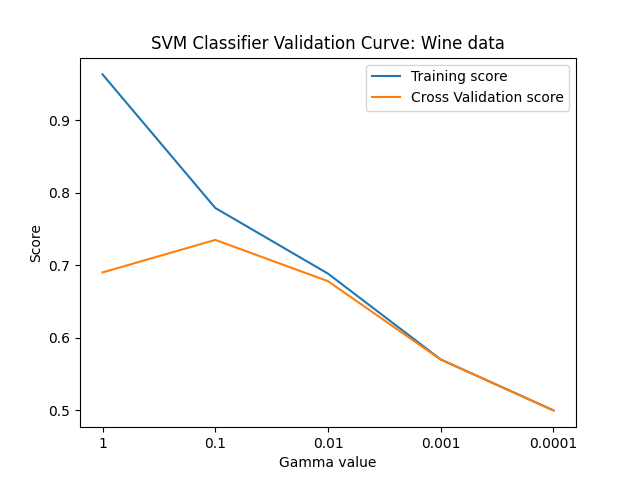 SVM Classifier Validation Curve: Wine data
Training score
Cross Validation score
Score
0.9
0.8
0.7
0.6
0.5
1 0.1 0.01 0.001 0.0001
Gamma value